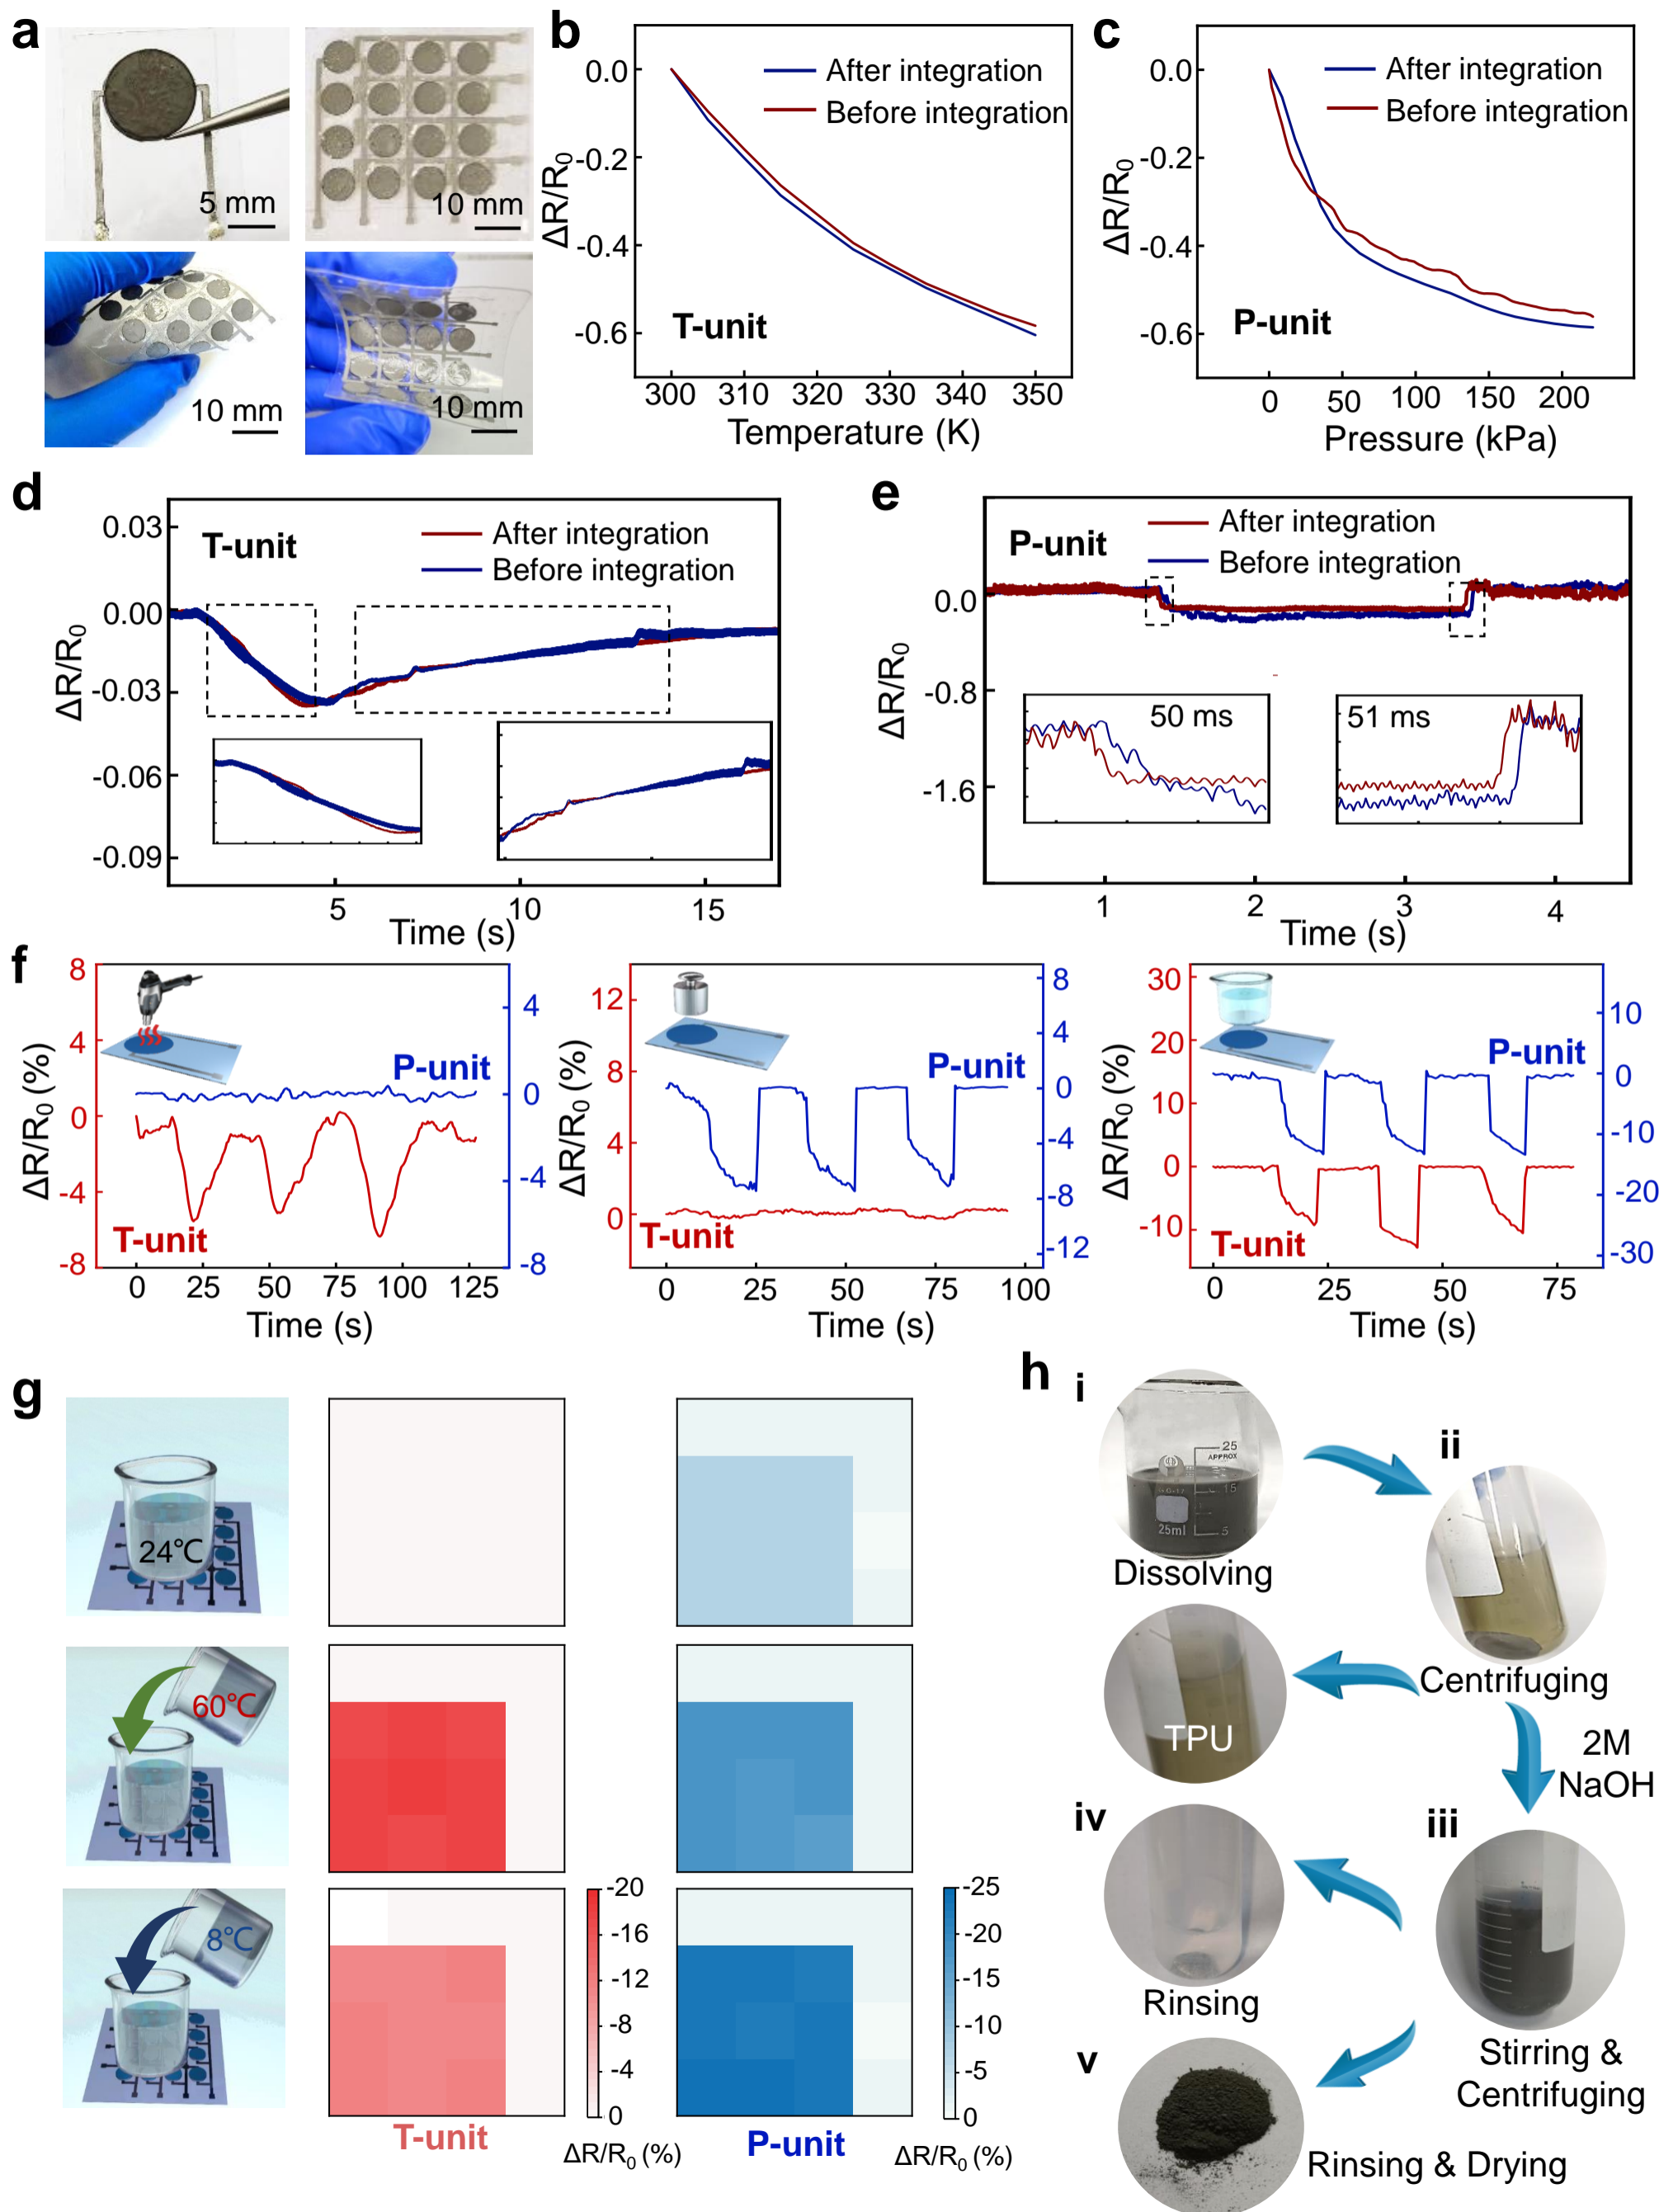 a
5 mm
10 mm
10 mm
10 mm
b
0.0
-0.2
-0.4
-0.6
ΔR/R0
After integration
Before integration
T-unit
300 310 320 330 340 350
Temperature (K)
c
0.0
-0.2
-0.4
-0.6
ΔR/R0
After integration
Before integration
P-unit
0 50 100 150 200
Pressure (kPa)
d
0.03
0.00
-0.03
-0.06
-0.09
ΔR/R0
T-unit
After integration
Before integration
5 10 15
Time (s)
e
0.0
-0.8
-1.6
ΔR/R0
P-unit
After integration
Before integration
50 ms
51 ms
1 2 3 4
Time (s)
f
8
4
0
-4
-8
ΔR/R0 (%)
P-unit
T-unit
4
0
-4
-8
0 25 50 75 100 125
Time (s)
12
8
4
0
ΔR/R0 (%)
P-unit
T-unit
8
4
0
-4
-8
-12
0 25 50 75 100
Time (s)
30
20
10
0
-10
ΔR/R0 (%)
P-unit
T-unit
10
0
-10
-20
-30
0 25 50 75
Time (s)
g
24℃
60℃
8℃
-20
-16
-12
-8
-4
0
T-unit
ΔR/R0 (%)
-25
-20
-15
-10
-5
0
P-unit
ΔR/R0 (%)
h
i
25
APPROX
15
5
25ml
Dissolving
ii
Centrifuging
TPU
2M
NaOH
iii
Stirring &
Centrifuging
iv
Rinsing
v
Rinsing & Drying